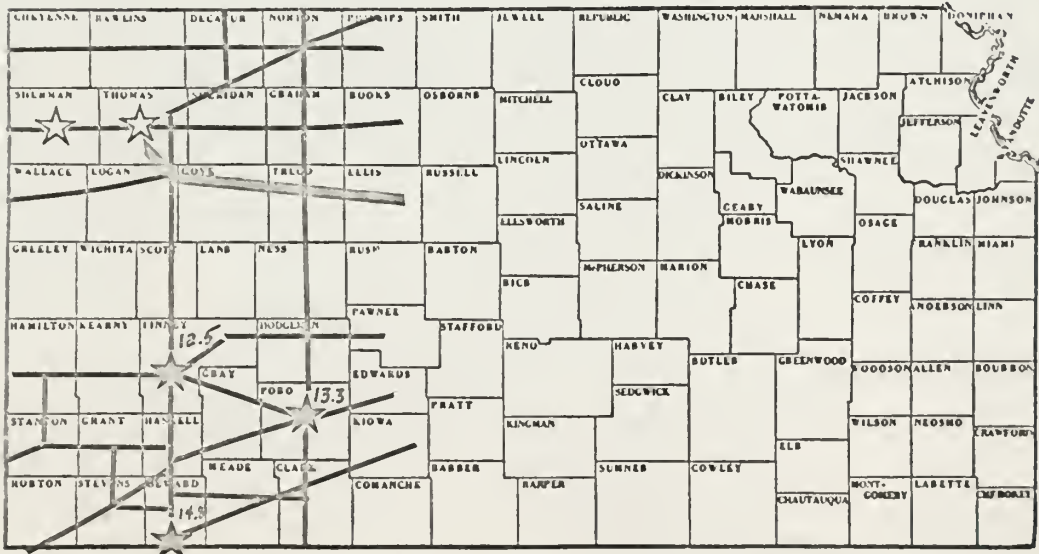 CHEYENNE RAWLINS DECATUR NORTON PHILLIPS SMITH JEWELL REPUBLIC WASHINGTON MARSHALL NEMAHA BROWN DONIPHAN
CLOUD ATCHISON
SHERMAN THOMAS SHERIDAN GRAHAM ROOKS OSBORNE MITCHELL CLAY RILEY POTTA-
WATOMIE JACKSON JEFFERSON LEAVENWORTH
OTTAWA
LINCOLN SHAWNEE
WALLACE LOGAN GOVE TREGO ELLIS RUSSELL DICKINSON WABAUNSEE
SALINE GEARY DOUGLAS JOHNSON
ELLSWORTH MORRIS OSAGE
GREELEY WICHITA SCOTT LANE NESS RUSH BARTON LYON FRANKLIN MIAMI
McPHERSON MARION
RICE CHASE
COFFEY ANDERSON LINN
PAWNEE
HAMILTON KEARNY FINNEY HODGEMAN STAFFORD
12.5
RENO HARVEY BUTLER GREENWOOD WOODSON ALLEN BOURBON
GRAY EDWARDS
FORD 13.3 SEDGWICK
PRATT
STANTON GRANT HASKELL KIOWA KINGMAN WILSON NEOSHO CRAWFORD
ELK
MEADE CLARK BARBER SUMNER COWLEY
MORTON STEVENS SEWARD COMANCHE HARPER MONT-
GOMERY LABETTE CHEROKEE
CHAUTAUQUA